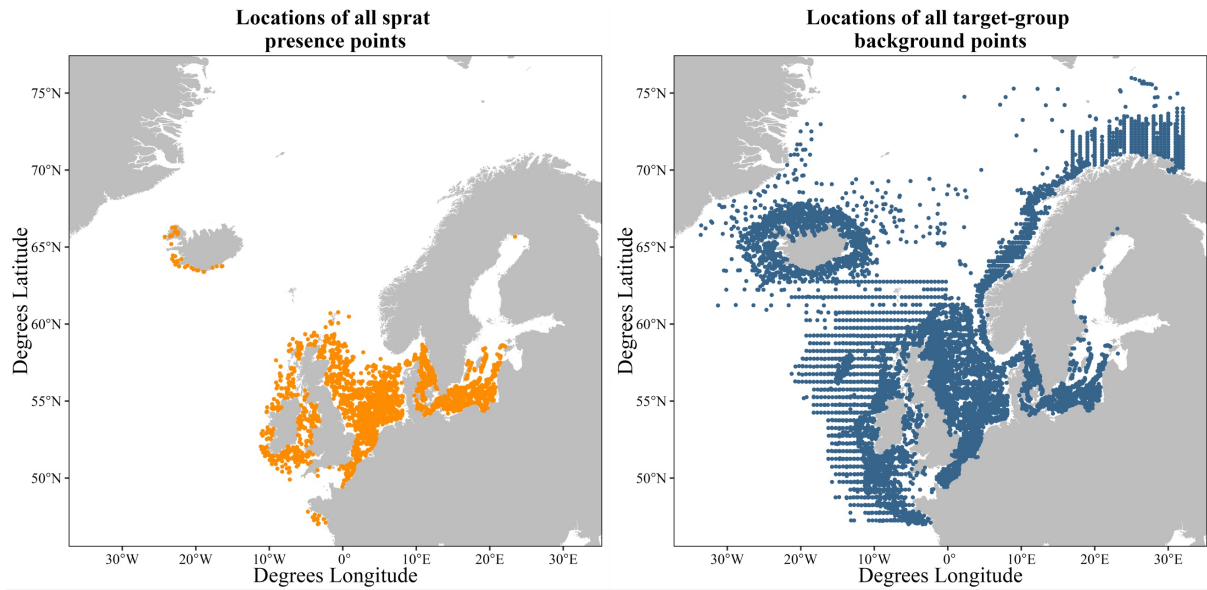 Locations of all sprat
presence points
75°N
70°N
65°N
60°N
55°N
50°N
Degrees Latitude
30°W 20°W 10°W 0° 10°E 20°E 30°E
Degrees Longitude
Locations of all target-group
background points
75°N
70°N
65°N
60°N
55°N
50°N
Degrees Latitude
30°W 20°W 10°W 0° 10°E 20°E 30°E
Degrees Longitude